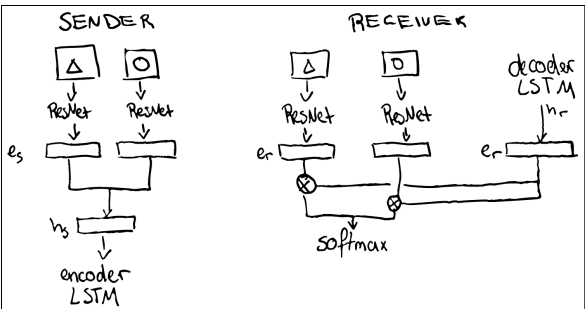 SENDER
RECEIVER
ResNet ResNet
ResNet ResNet
decoder
LSTM
hr
es
er
er
hs
softmax
encoder
LSTM